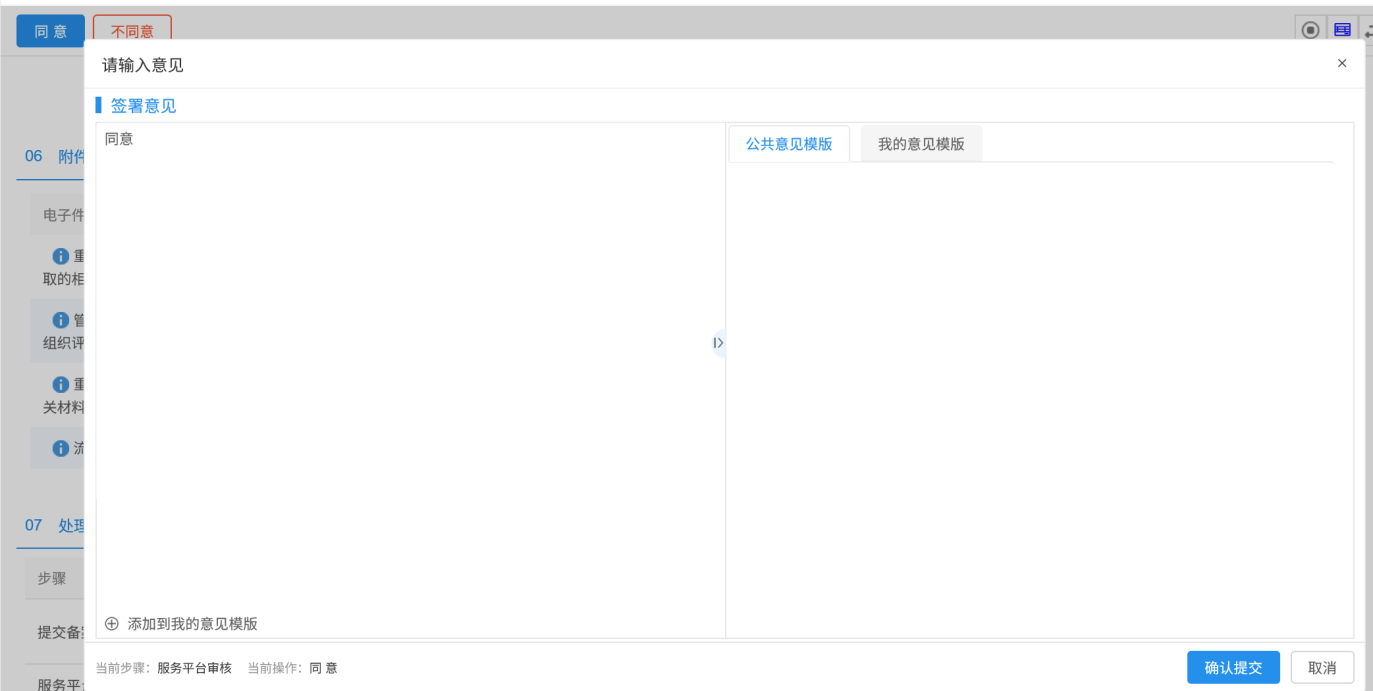 同 意
不同意
请输入意见
签署意见
同意
公共意见模版
我的意见模版
06 附件
电子件
重
取的相
管
组织评
重
关材料
流
07 处理
步骤
提交备
服务平
添加到我的意见模版
当前步骤：服务平台审核 当前操作：同 意
确认提交
取消